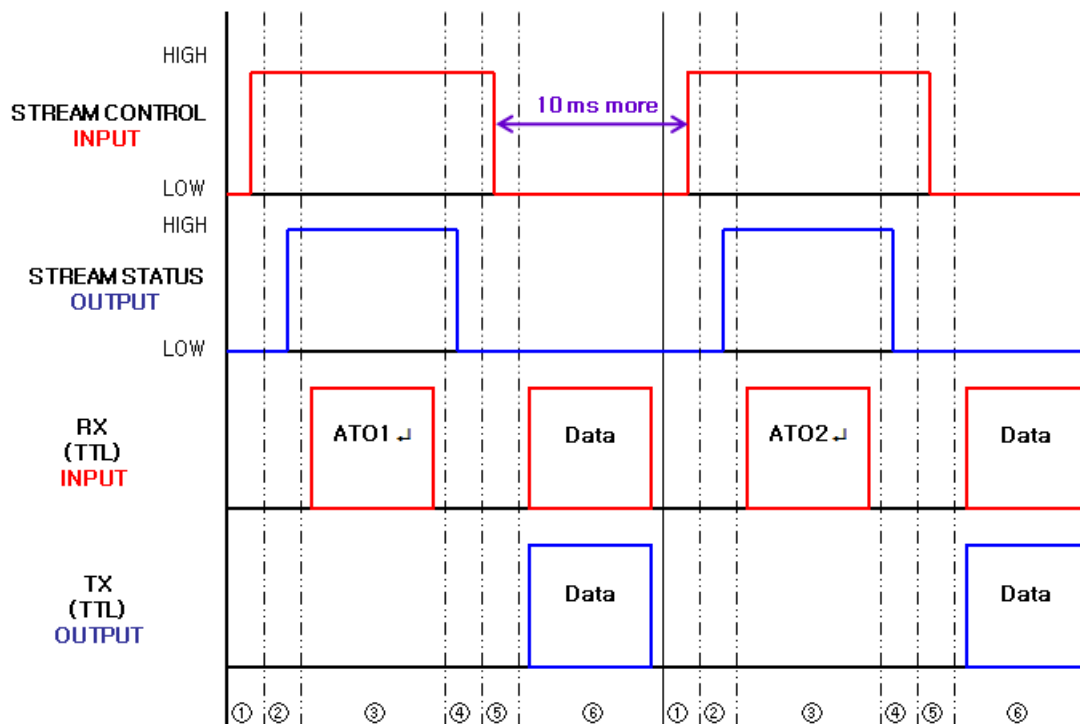 HIGH
STREAM CONTROL
INPUT
10 ms more
LOW
HIGH
STREAM STATUS
OUTPUT
LOW
RX
(TTL)
INPUT
ATO1 ↲
Data
ATO2 ↲
Data
TX
(TTL)
OUTPUT
Data
Data
① ② ③ ④ ⑤ ⑥ ① ② ③ ④ ⑤ ⑥